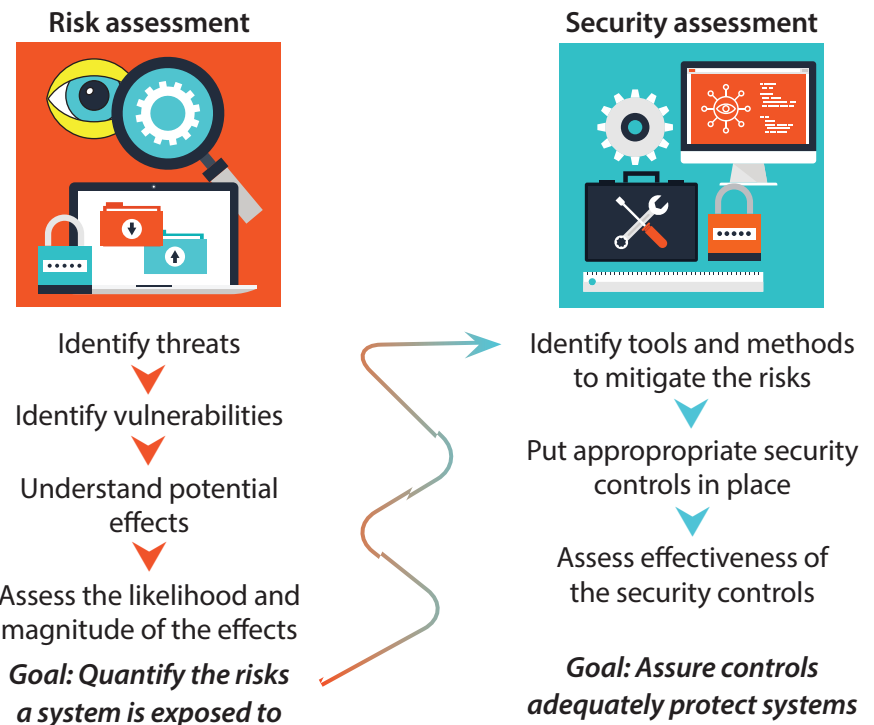 Risk assessment
Identify threats
Identify vulnerabilities
Understand potential
effects
Assess the likelihood and
magnitude of the effects
Goal: Quantify the risks
a system is exposed to
Security assessment
Identify tools and methods
to mitigate the risks
Put appropropriate security
controls in place
Assess effectiveness of
the security controls
Goal: Assure controls
adequately protect systems